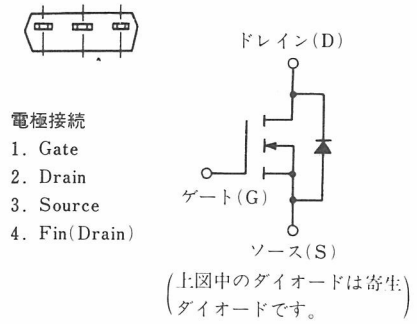 電極接続
1. Gate
2. Drain
3. Source
4. Fin(Drain)
ドレイン(D)
ゲート(G)
ソース(S)
(上図中のダイオードは寄生
ダイオードです。)